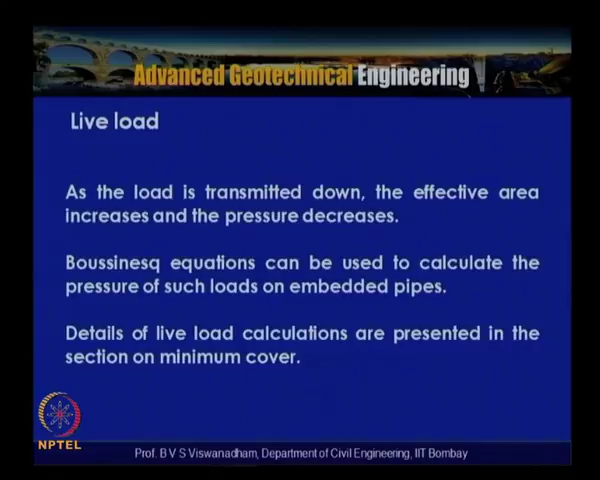 Advanced Geotechnical Engineering
Live load
As the load is transmitted down, the effective area
increases and the pressure decreases.
Boussinesq equations can be used to calculate the
pressure of such loads on embedded pipes.
Details of live load calculations are presented in the
section on minimum cover.
NPTEL
Prof. B V S Viswanadham, Department of Civil Engineering, IIT Bombay